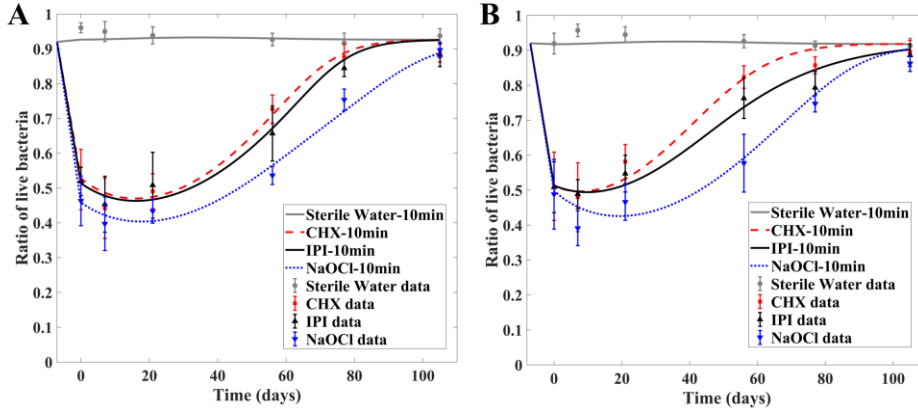 A
Ratio of live bacteria
1
0.9
0.8
0.7
0.6
0.5
0.4
0.3
0.2
0.1
0
0
20
40
60
80
100
Time (days)
Sterile Water-10min
CHX-10min
IPI-10min
NaOCl-10min
Sterile Water data
CHX data
IPI data
NaOCl data
B
Ratio of live bacteria
1
0.9
0.8
0.7
0.6
0.5
0.4
0.3
0.2
0.1
0
0
20
40
60
80
100
Time (days)
Sterile Water-10min
CHX-10min
IPI-10min
NaOCl-10min
Sterile Water data
CHX data
IPI data
NaOCl data